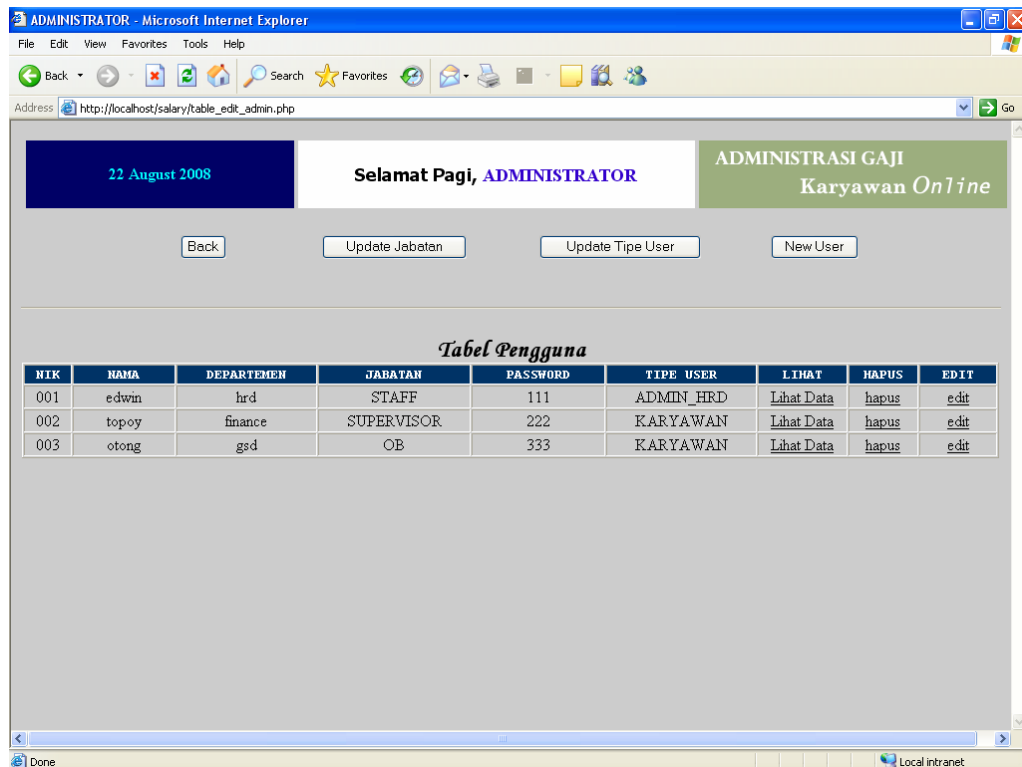 ADMINISTRATOR - Microsoft Internet Explorer
File Edit View Favorites Tools Help
Back Search Favorites
Address http://localhost/salary/table_edit_admin.php Go
22 August 2008
Selamat Pagi, ADMINISTRATOR
ADMINISTRASI GAJI
Karyawan Online
Back Update Jabatan Update Tipe User New User
Tabel Pengguna
NIK NAMA DEPARTEMEN JABATAN PASSWORD TIPE USER LIHAT HAPUS EDIT
001 edwin hrd STAFF 111 ADMIN_HRD Lihat Data hapus edit
002 topoy finance SUPERVISOR 222 KARYAWAN Lihat Data hapus edit
003 otong gsd OB 333 KARYAWAN Lihat Data hapus edit
Done Local intranet